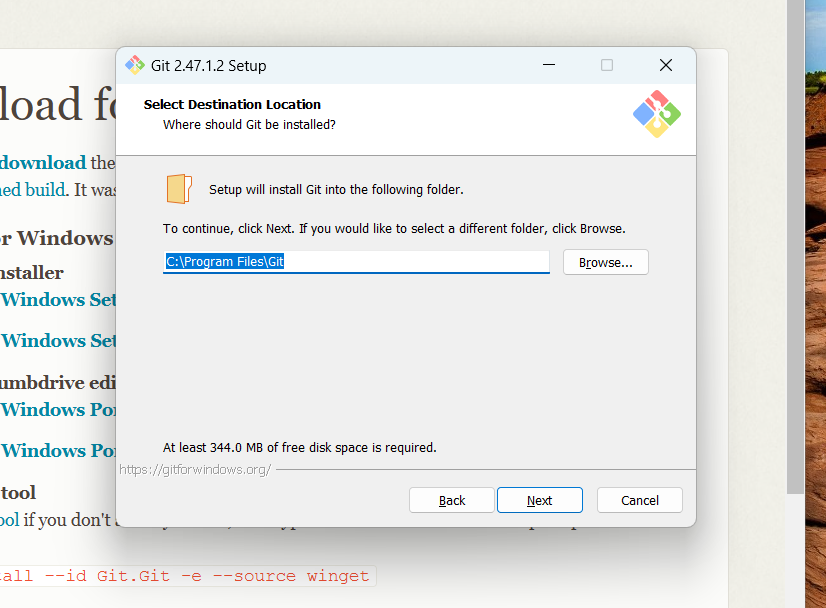 Git 2.47.1.2 Setup
load fo
Select Destination Location
Where should Git be installed?
download the
ned build. It was
Setup will install Git into the following folder.
To continue, click Next. If you would like to select a different folder, click Browse.
or Windows
C:\Program Files\Git
Browse...
nstaller
Windows Set
Windows Set
umbdrive edi
Windows Por
Windows Por
At least 344.0 MB of free disk space is required.
https://gitforwindows.org/
tool
Back
Next
Cancel
ool if you don't
all --id Git.Git -e --source winget